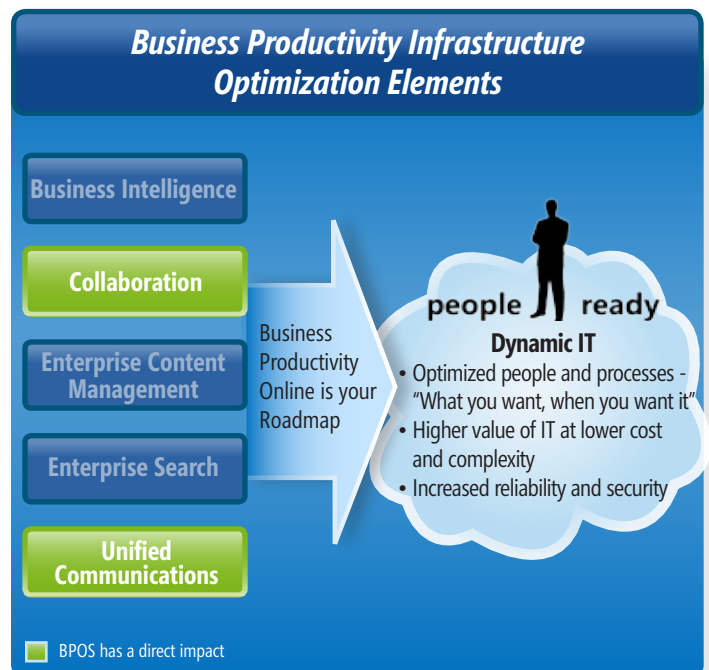 Business Productivity Infrastructure
Optimization Elements
Business Intelligence
Collaboration
Enterprise Content
Management
Enterprise Search
Unified
Communications
Business
Productivity
Online is your
Roadmap
people ready
Dynamic IT
• Optimized people and processes -
“What you want, when you want it”
• Higher value of IT at lower cost
and complexity
• Increased reliability and security
BPOS has a direct impact